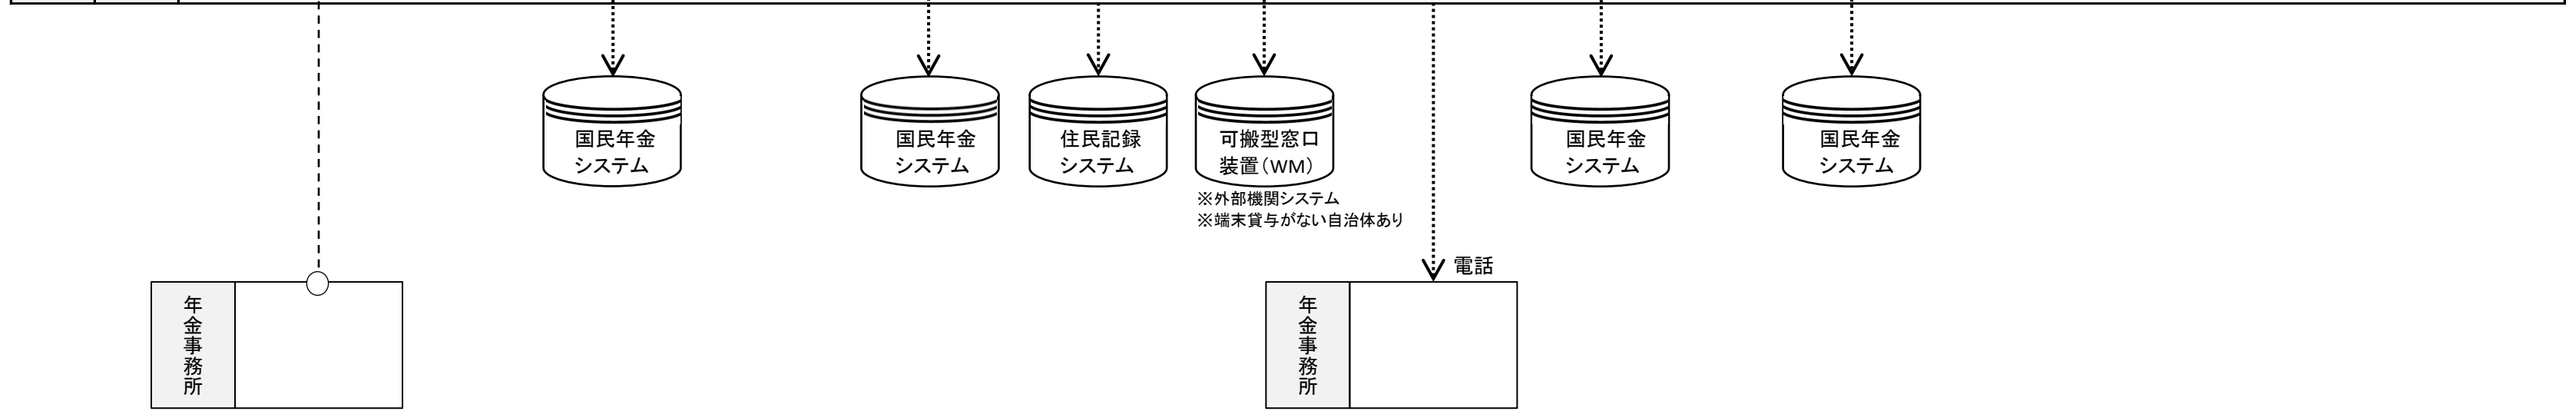 国民年金
システム
国民年金
システム
住民記録
システム
可搬型窓口
装置(WM)
※外部機関システム
※端末貸与がない自治体あり
国民年金
システム
国民年金
システム
電話
年金事務所
年金事務所